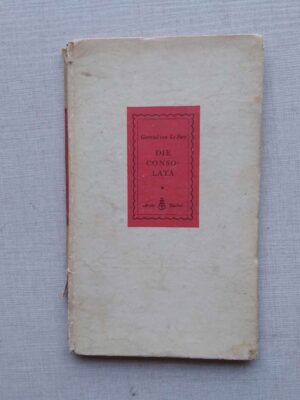 Gertrud von Le Fort
DIE
CONSO-
LATA